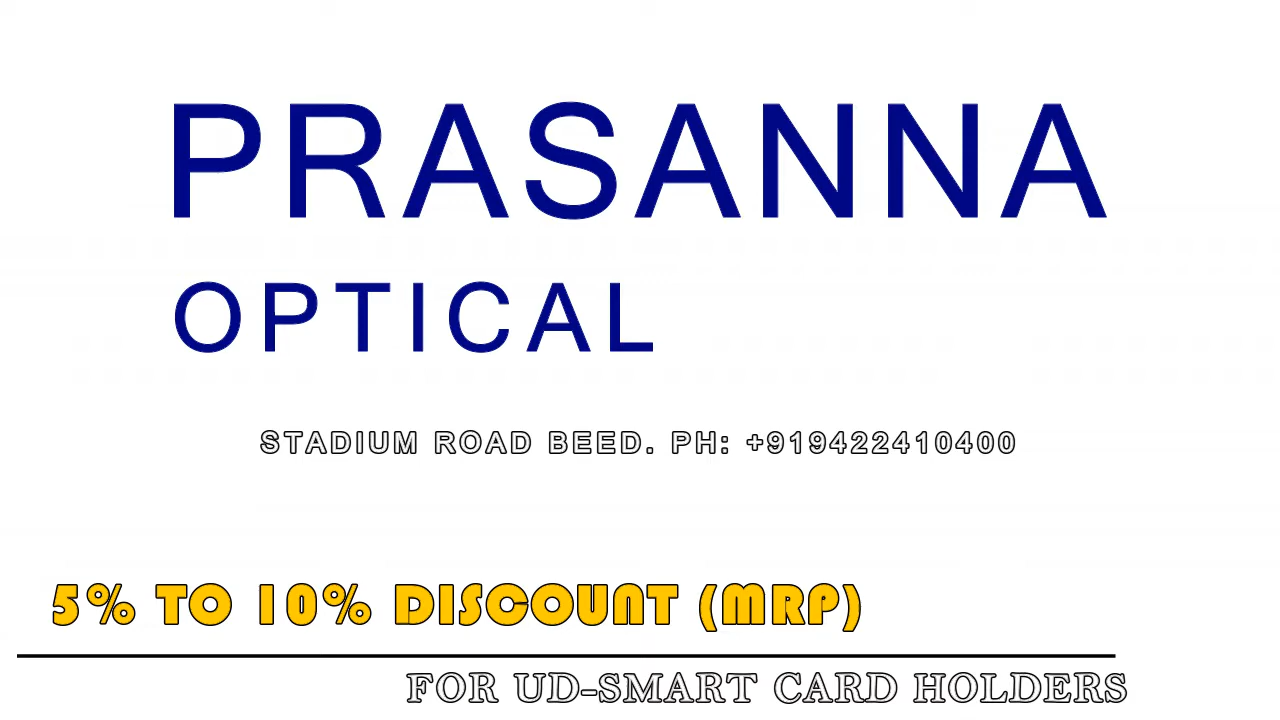 PRASANNA
OPTICAL
STADIUM ROAD BEED. PH: +919422410400
5% TO 10% DISCOUNT (MRP)
FOR UD-SMART CARD HOLDERS